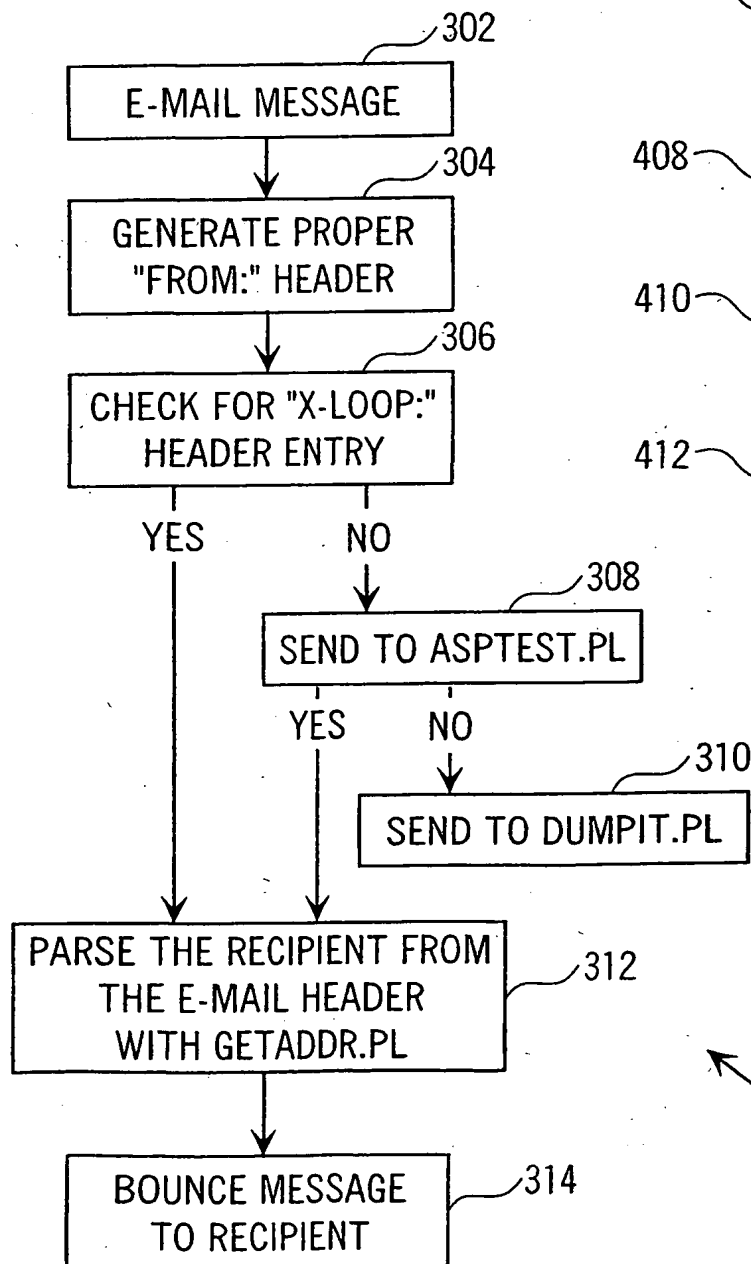 302
E-MAIL MESSAGE
304
408
GENERATE PROPER
"FROM:" HEADER
410
306
CHECK FOR "X-LOOP:"
HEADER ENTRY
412
YES
NO
308
SEND TO ASPTEST.PL
YES
NO
310
SEND TO DUMPIT.PL
PARSE THE RECIPIENT FROM
THE E-MAIL HEADER
WITH GETADDR.PL
312
BOUNCE MESSAGE
TO RECIPIENT
314